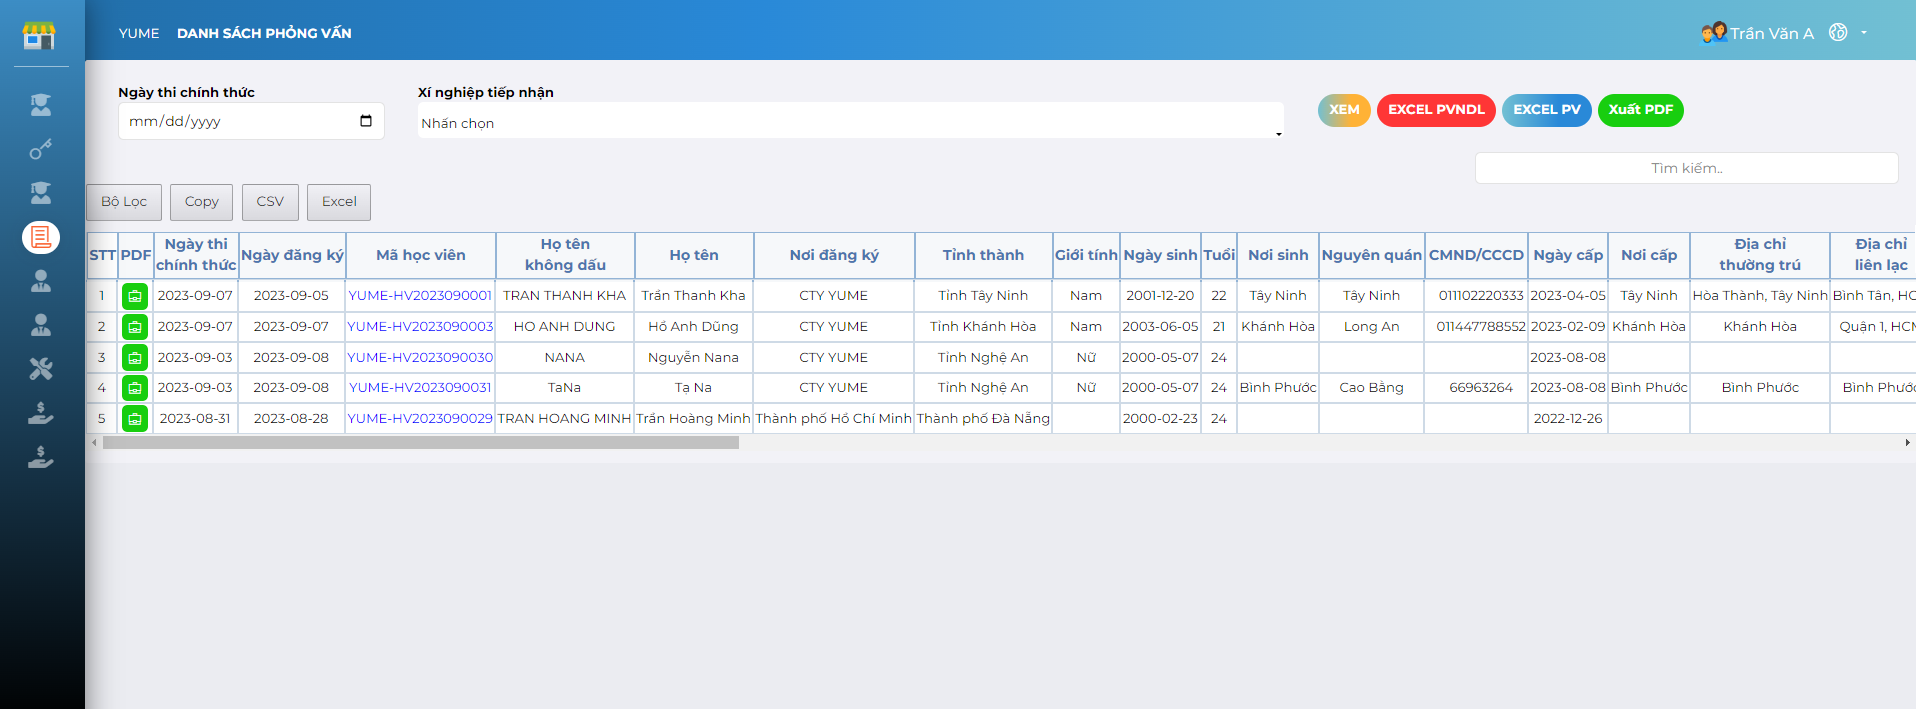 YUME DANH SÁCH PHỎNG VẤN Trần Văn A
Ngày thi chính thức Xí nghiệp tiếp nhận
mm/dd/yyyy Nhấn chọn XEM EXCEL PVNDL EXCEL PV Xuất PDF
Tìm kiếm..
Bộ Lọc Copy CSV Excel
STT PDF Ngày thi chính thức Ngày đăng ký Mã học viên Họ tên không dấu Họ tên Nơi đăng ký Tỉnh thành Giới tính Ngày sinh Tuổi Nơi sinh Nguyên quán CMND/CCCD Ngày cấp Nơi cấp Địa chỉ thường trú Địa chỉ liên lạc
1 2023-09-07 2023-09-05 YUME-HV2023090001 TRAN THANH KHA Trần Thanh Kha CTY YUME Tỉnh Tây Ninh Nam 2001-12-20 22 Tây Ninh Tây Ninh 011102220333 2023-04-05 Tây Ninh Hòa Thành, Tây Ninh Bình Tân, HC
2 2023-09-07 2023-09-07 YUME-HV2023090003 HO ANH DUNG Hồ Anh Dũng CTY YUME Tỉnh Khánh Hòa Nam 2003-06-05 21 Khánh Hòa Long An 011447788552 2023-02-09 Khánh Hòa Khánh Hòa Quận 1, HCM
3 2023-09-03 2023-09-08 YUME-HV2023090030 NANA Nguyễn Nana CTY YUME Tỉnh Nghệ An Nữ 2000-05-07 24 2023-08-08
4 2023-09-03 2023-09-08 YUME-HV2023090031 TaNa Tạ Na CTY YUME Tỉnh Nghệ An Nữ 2000-05-07 24 Bình Phước Cao Bằng 66963264 2023-08-08 Bình Phước Bình Phước Bình Phước
5 2023-08-31 2023-08-28 YUME-HV2023090029 TRAN HOANG MINH Trần Hoàng Minh Thành phố Hồ Chí Minh Thành phố Đà Nẵng 2000-02-23 24 2022-12-26